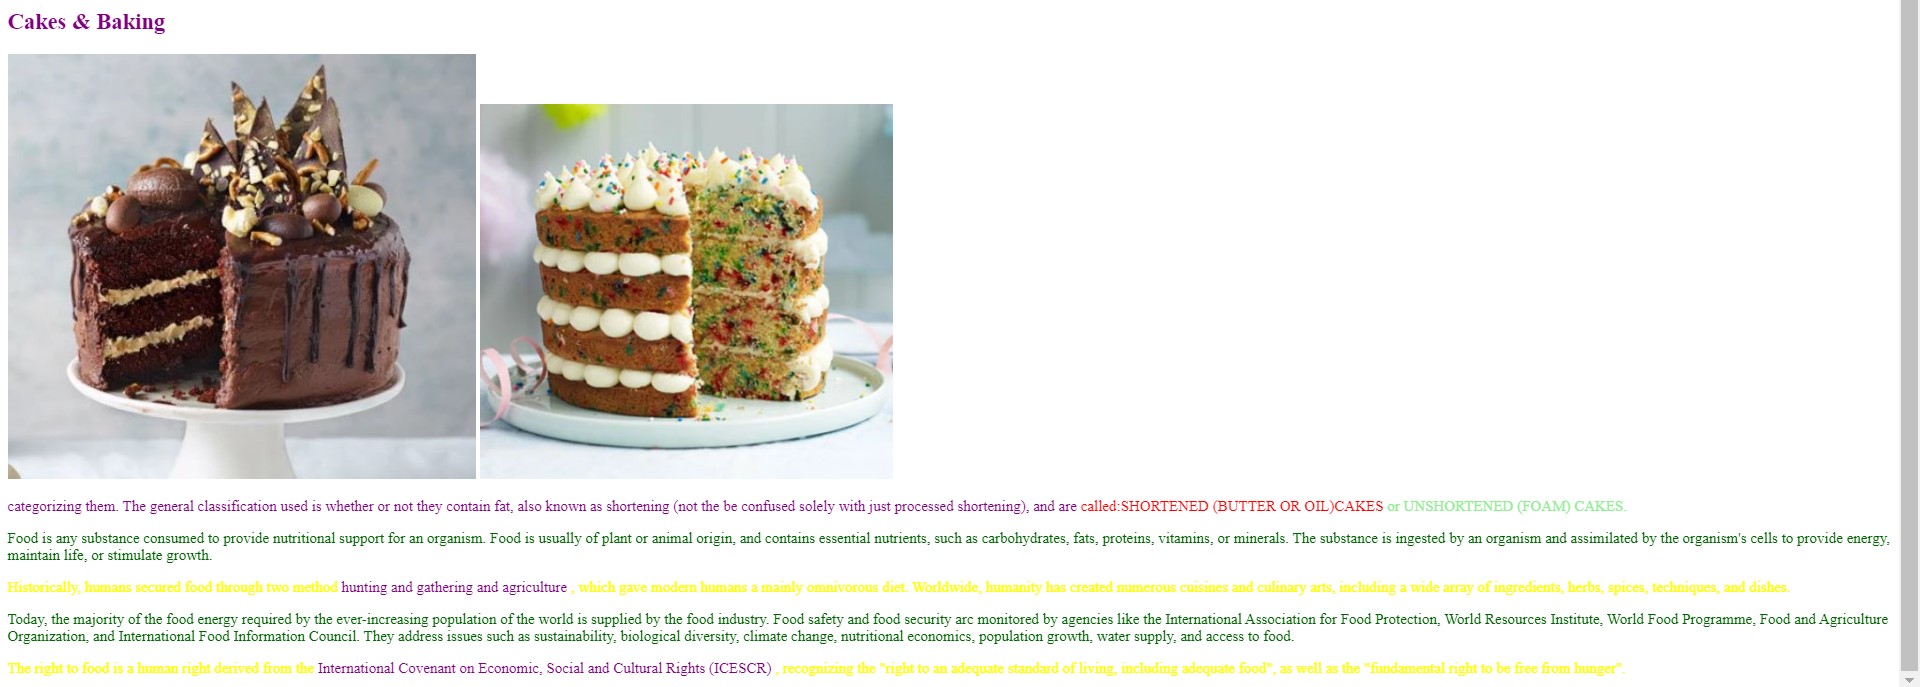 Cakes & Baking
categorizing them. The general classification used is whether or not they contain fat, also known as shortening (not the be confused solely with just processed shortening), and are called:SHORTENED (BUTTER OR OIL)CAKES or UNSHORTENED (FOAM) CAKES.
Food is any substance consumed to provide nutritional support for an organism. Food is usually of plant or animal origin, and contains essential nutrients, such as carbohydrates, fats, proteins, vitamins, or minerals. The substance is ingested by an organism and assimilated by the organism's cells to provide energy,
maintain life, or stimulate growth.
Historically, humans secored food through two method hunting and gathering and agriculture , which gave modern humans a mainly omnivorous diet. Worldwide, humanity has created numerous cuisines and culinary arts, including a wide array of ingredients, herbs, spices, techniques, and dishes.
Today, the majority of the food energy required by the ever-increasing population of the world is supplied by the food industry. Food safety and food security arc monitored by agencies like the International Association for Food Protection, World Resources Institute, World Food Programme, Food and Agriculture
Organization, and International Food Information Council. They address issues such as sustainability, biological diversity, climate change, nutritional economics, population growth, water supply, and access to food.
The right to food is a human right derived from the International Covenant on Economic, Social and Cultural Rights (ICESCR) , recognizing the "right to an adequate standard of living, including adequate food", as well as the "fundamental right to be free from hunger".